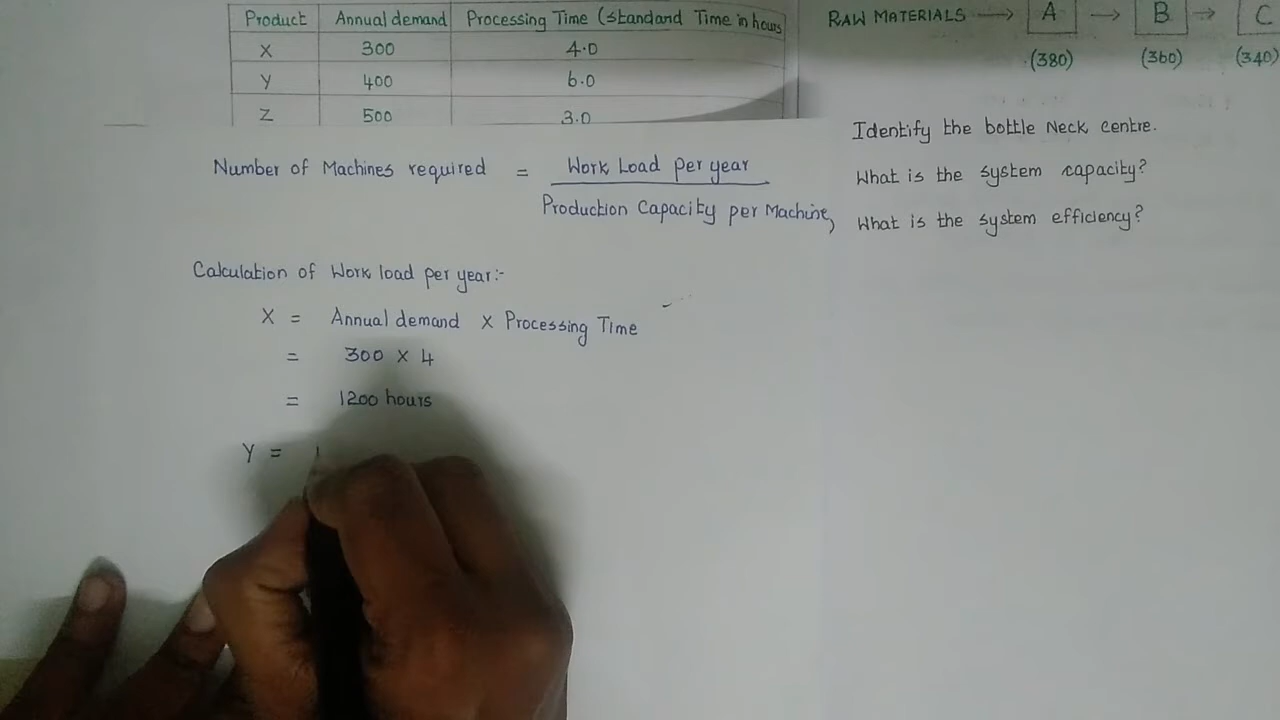 Product Annual demand Processing Time (Standard Time in hours
X 300 4.0
Y 400 6.0
Z 500 3.0
Number of Machines required = Work Load per year
Production Capacity per Machine,
Calculation of Work load per year:-
X = Annual demand X Processing Time
= 300 X 4
= 1200 hours
Y =
RAW MATERIALS → A → B → C
(380) (360) (340)
Identify the bottle Neck centre.
What is the system capacity?
What is the system efficiency?